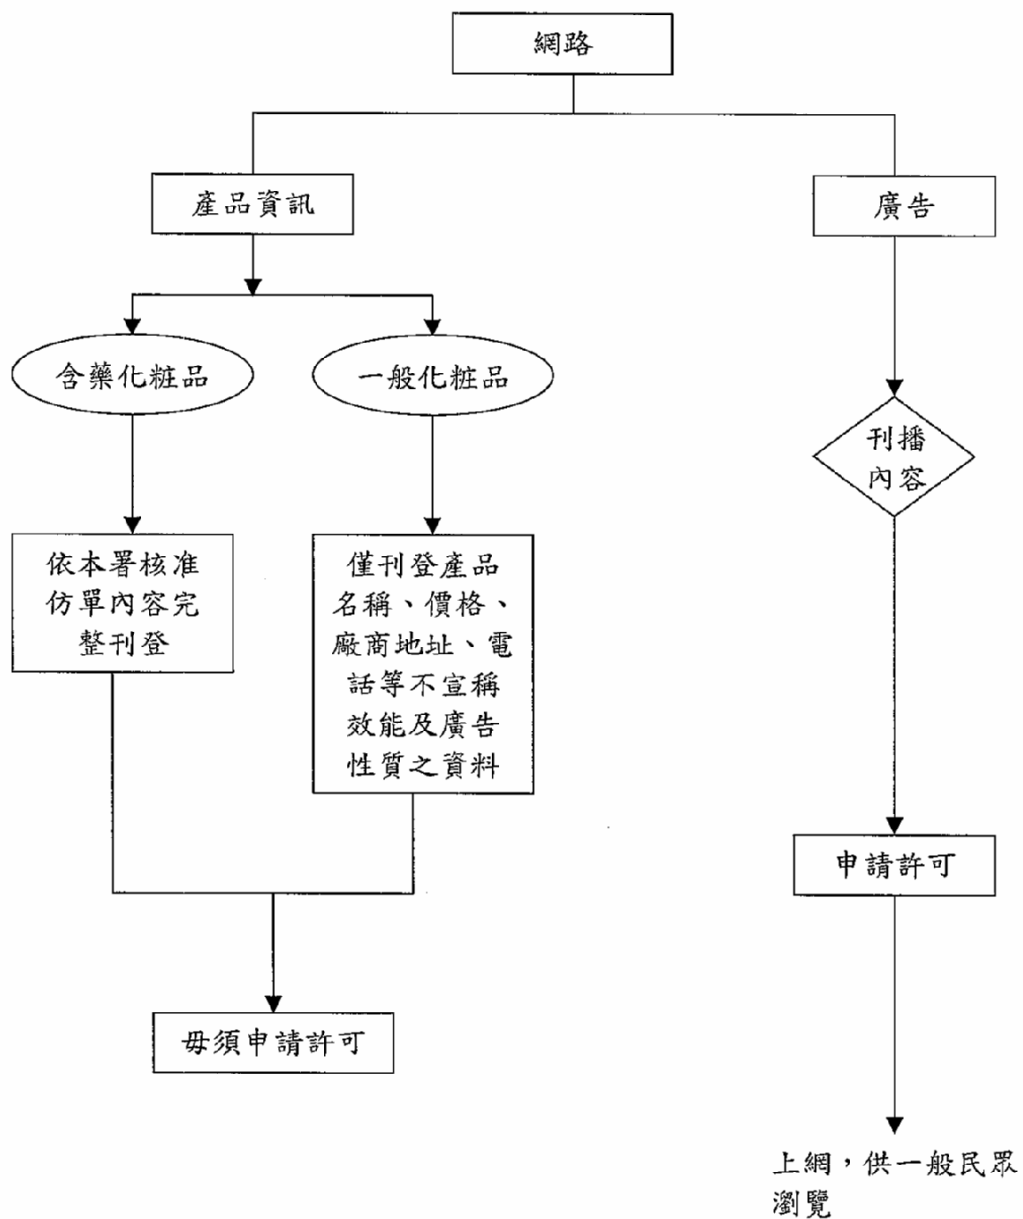 網路
產品資訊
廣告
含藥化粧品
一般化粧品
刊播
內容
依本署核准
仿單內容完
整刊登
僅刊登產品
名稱、價格、
廠商地址、電
話等不宣稱
效能及廣告
性質之資料
申請許可
毋須申請許可
上網，供一般民眾
瀏覽